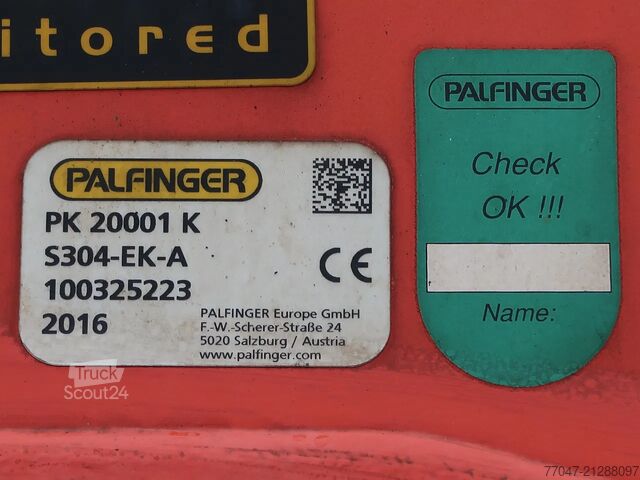 itored
PALFINGER
PK 20001 K
S304-EK-A
100325223
2016
CE
PALFINGER Europe GmbH
F.-W.-Scherer-Straße 24
5020 Salzburg / Austria
www.palfinger.com
PALFINGER
Check
OK !!!
Name:
Truck
Scout24
77047-21288097